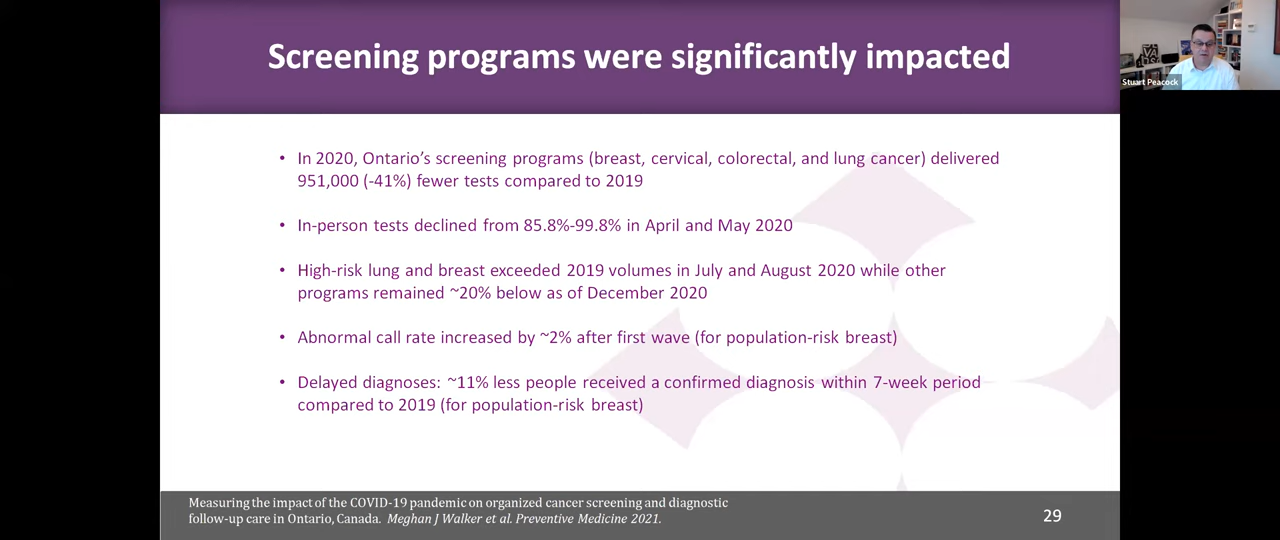 Screening programs were significantly impacted
Stuart Peacock
• In 2020, Ontario's screening programs (breast, cervical, colorectal, and lung cancer) delivered
951,000 (-41%) fewer tests compared to 2019
• In-person tests declined from 85.8%-99.8% in April and May 2020
• High-risk lung and breast exceeded 2019 volumes in July and August 2020 while other
programs remained ~20% below as of December 2020
• Abnormal call rate increased by ~2% after first wave (for population-risk breast)
• Delayed diagnoses: ~11% less people received a confirmed diagnosis within 7-week period
compared to 2019 (for population-risk breast)
Measuring the impact of the COVID-19 pandemic on organized cancer screening and diagnostic
follow-up care in Ontario, Canada. Meghan J Walker et al. Preventive Medicine 2021.
29